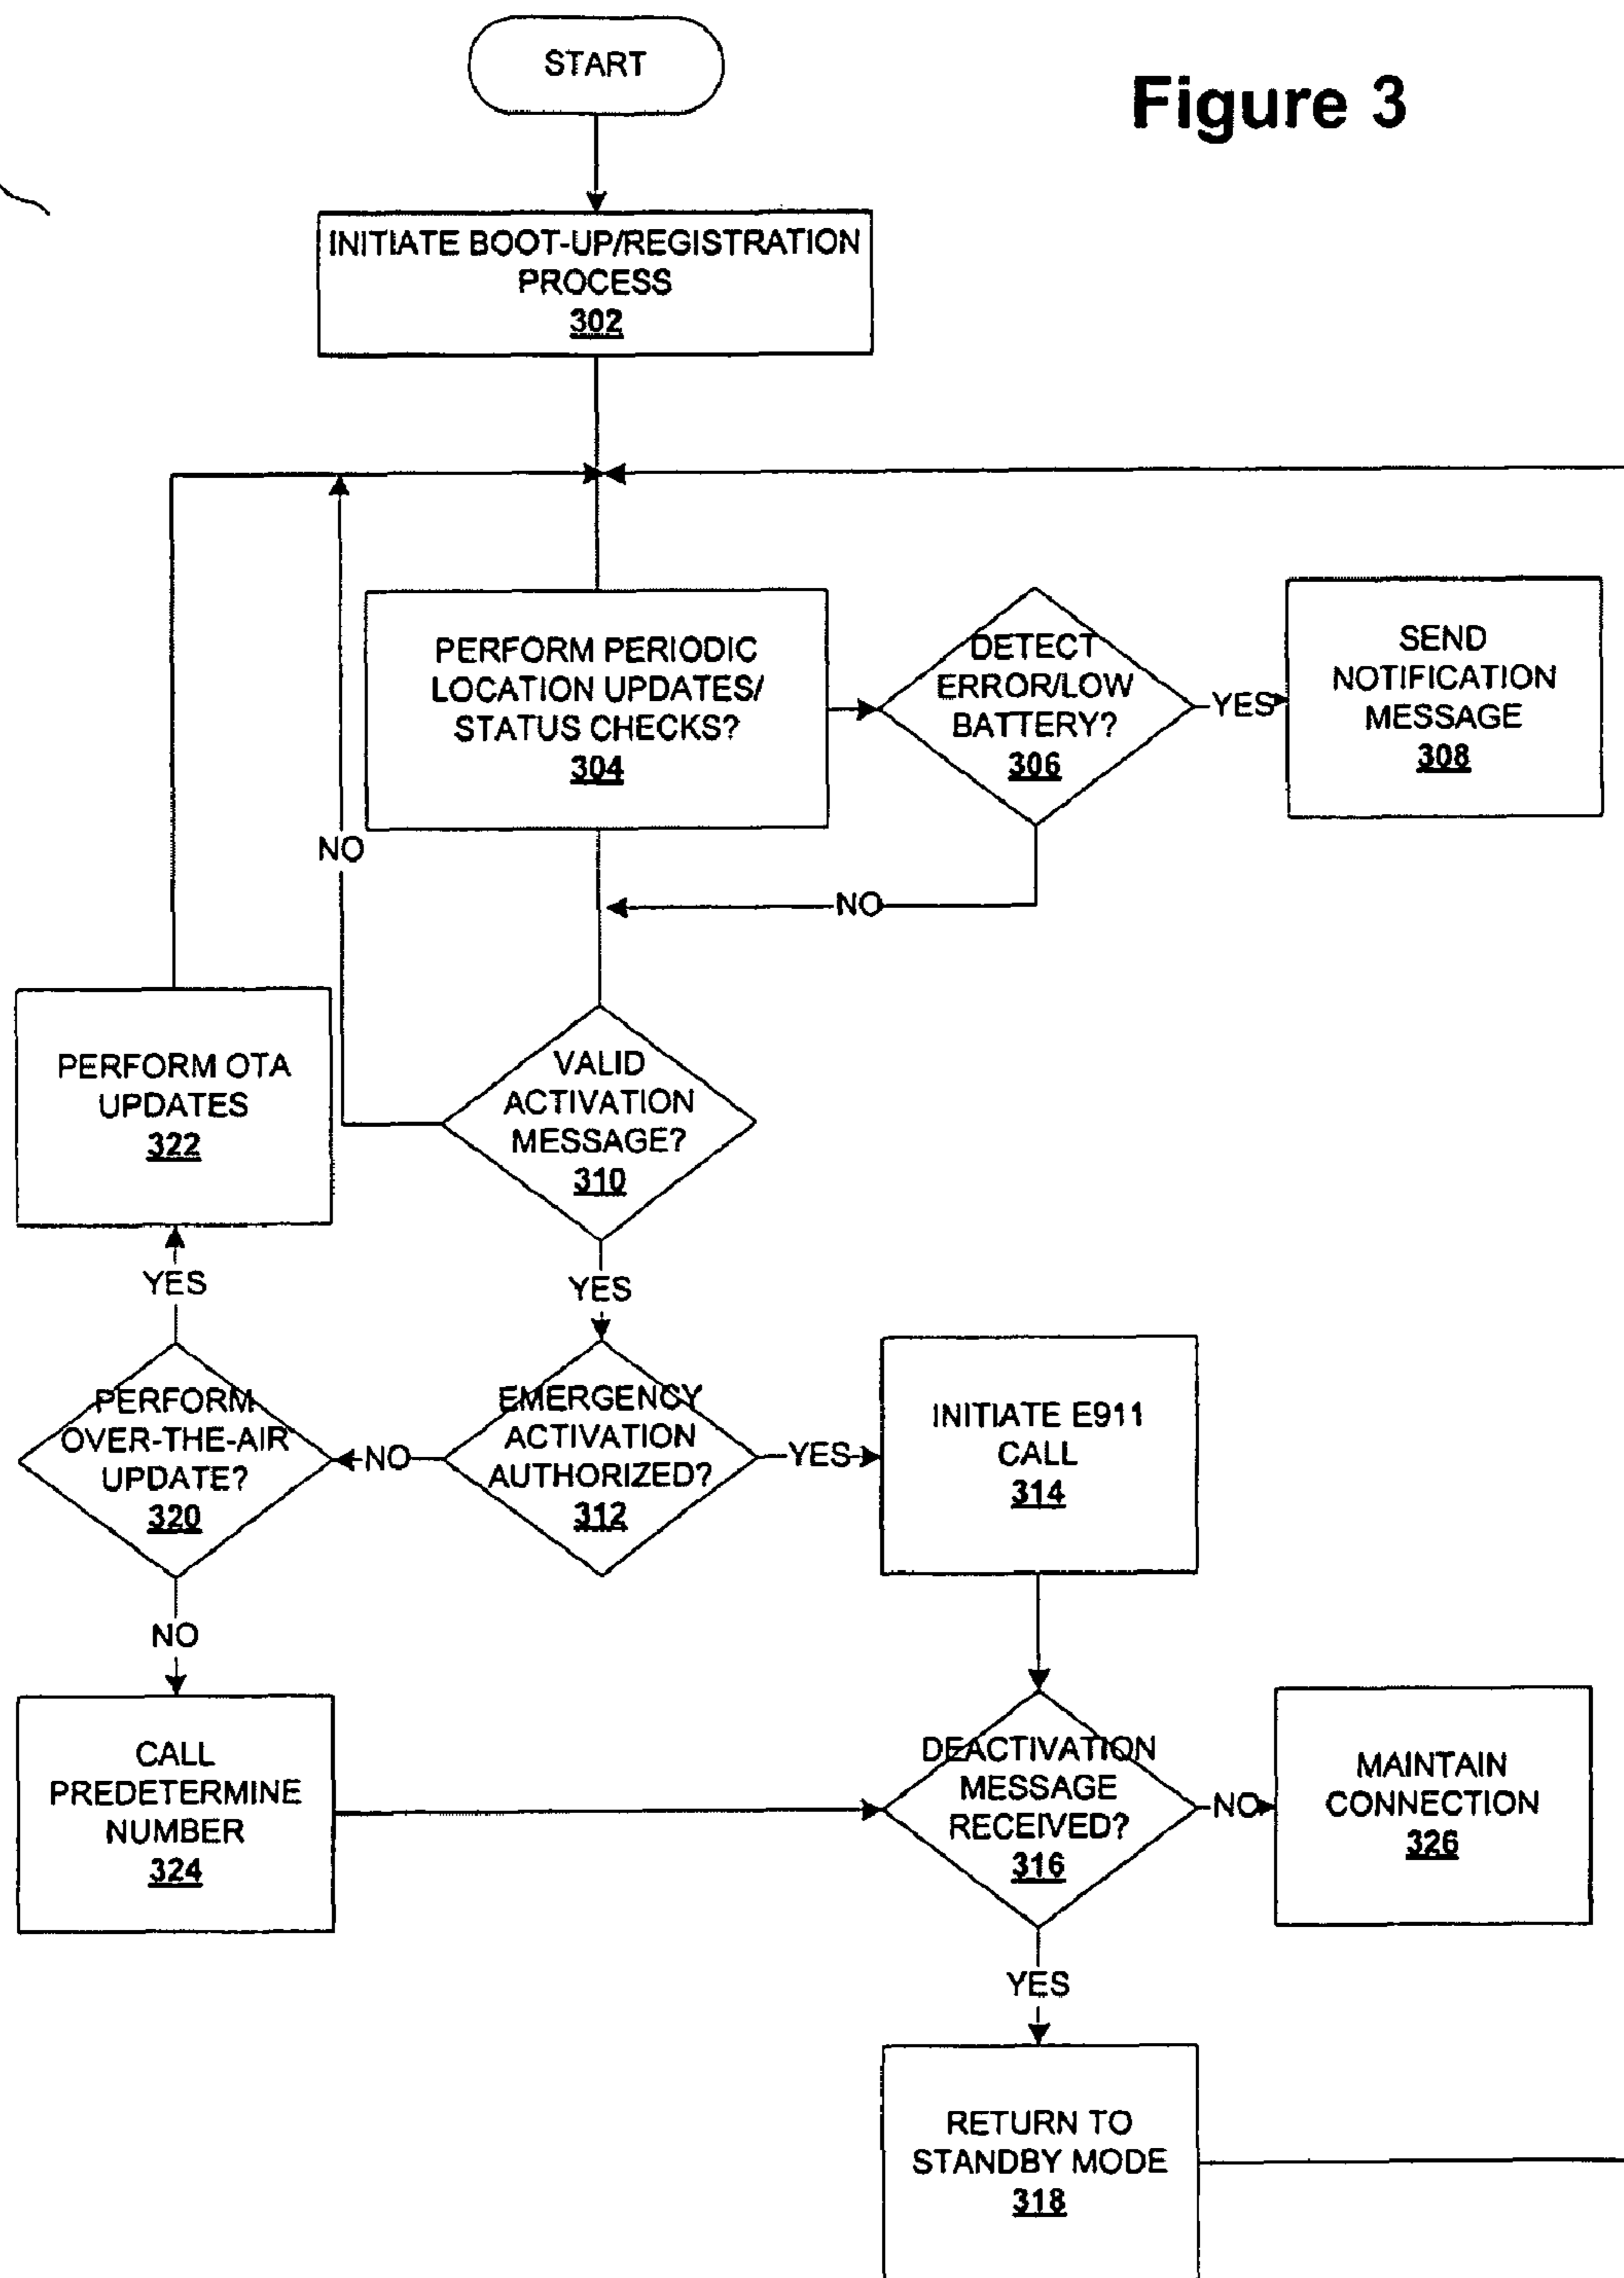 Figure 3
START
INITIATE BOOT-UP/REGISTRATION
PROCESS
302
PERFORM PERIODIC
LOCATION UPDATES/
STATUS CHECKS?
304
DETECT
ERROR/LOW
BATTERY?
306
YES
SEND
NOTIFICATION
MESSAGE
308
NO
NO
PERFORM OTA
UPDATES
322
VALID
ACTIVATION
MESSAGE?
310
YES
YES
PERFORM
OVER-THE-AIR
UPDATE?
320
NO
EMERGENCY
ACTIVATION
AUTHORIZED?
312
YES
INITIATE E911
CALL
314
NO
CALL
PREDETERMINE
NUMBER
324
DEACTIVATION
MESSAGE
RECEIVED?
316
NO
MAINTAIN
CONNECTION
326
YES
RETURN TO
STANDBY MODE
318